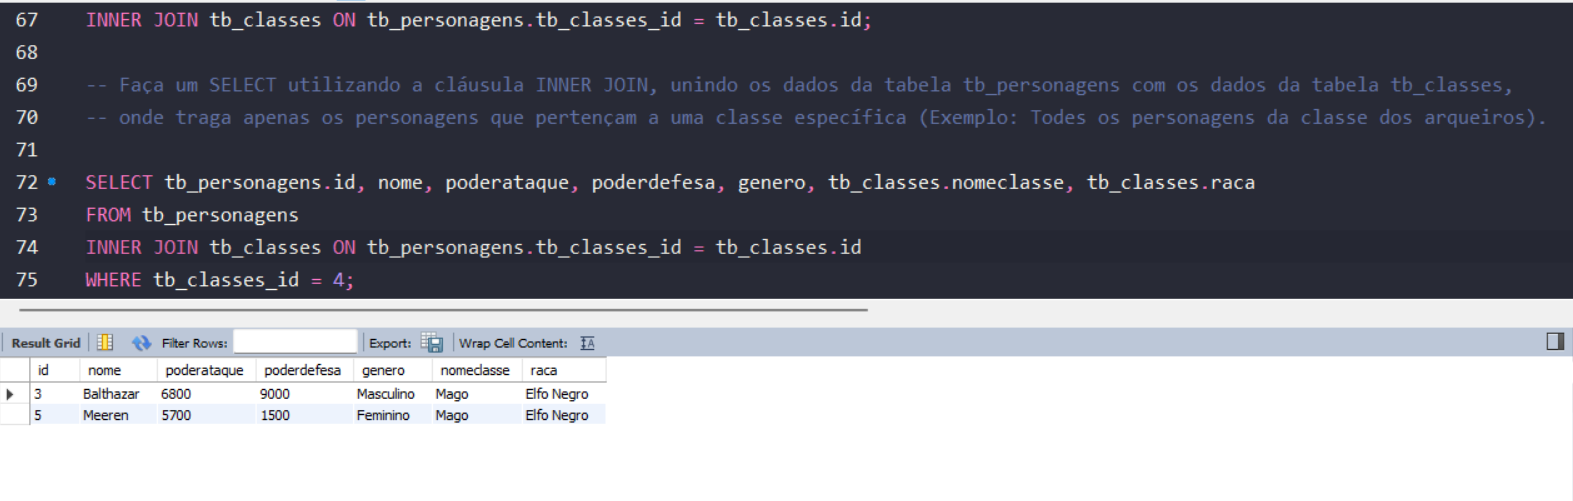 67 INNER JOIN tb_classes ON tb_personagens.tb_classes_id = tb_classes.id;
68
69 -- Faça um SELECT utilizando a cláusula INNER JOIN, unindo os dados da tabela tb_personagens com os dados da tabela tb_classes,
70 -- onde traga apenas os personagens que pertençam a uma classe específica (Exemplo: Todes os personagens da classe dos arqueiros).
71
72 SELECT tb_personagens.id, nome, poderataque, poderdefesa, genero, tb_classes.nomeclasse, tb_classes.raca
73 FROM tb_personagens
74 INNER JOIN tb_classes ON tb_personagens.tb_classes_id = tb_classes.id
75 WHERE tb_classes_id = 4;
Result Grid Filter Rows: Export: Wrap Cell Content: IA
id nome poderataque poderdefesa genero nomeclasse raca
3 Balthazar 6800 9000 Masculino Mago Elfo Negro
5 Meeren 5700 1500 Feminino Mago Elfo Negro